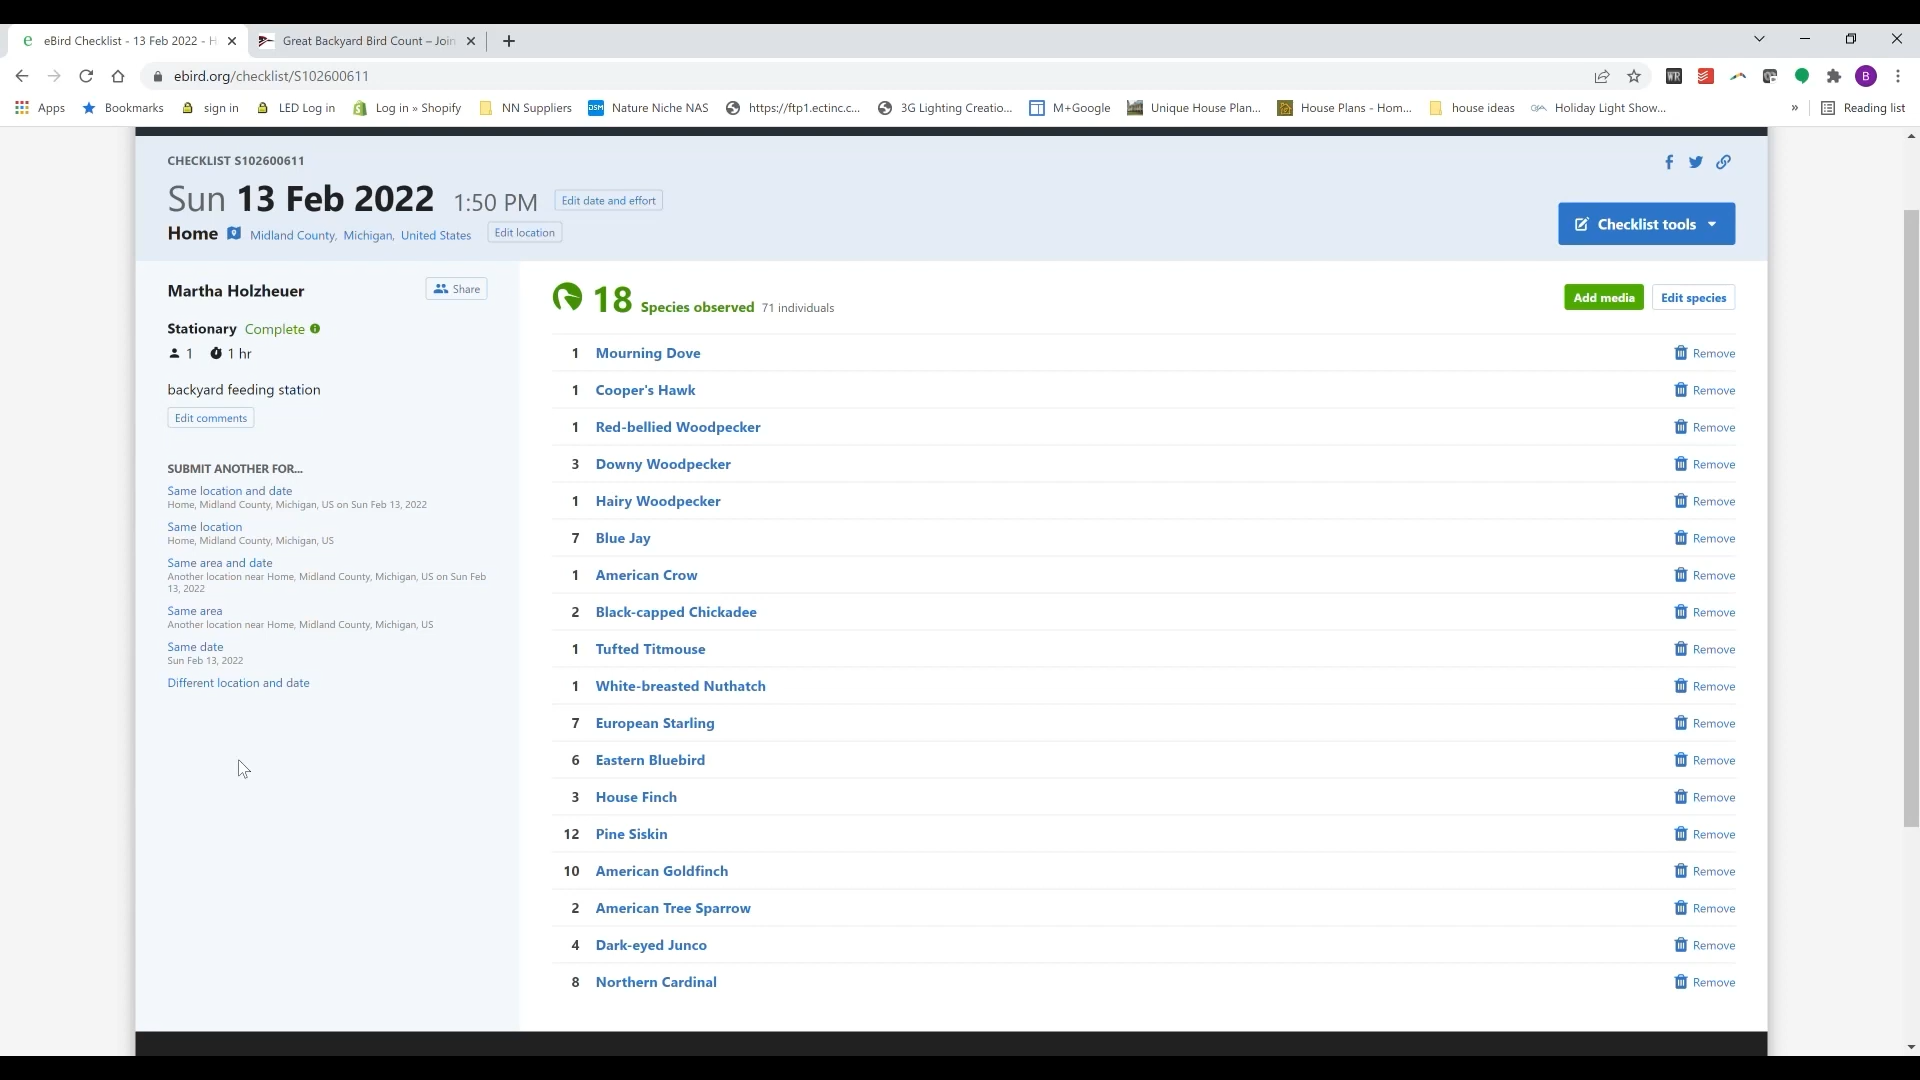 eBird Checklist - 13 Feb 2022 - H
Great Backyard Bird Count – Join
ebird.org/checklist/S102600611
B
Apps
Bookmarks
sign in
LED Log in
Log in » Shopify
NN Suppliers
DSM
Nature Niche NAS
https://ftp1.ectinc.c...
3G Lighting Creatio...
M+Google
Unique House Plan...
House Plans - Hom...
house ideas
Holiday Light Show...
»
Reading list
CHECKLIST S102600611
Sun 13 Feb 2022 1:50 PM Edit date and effort
Home Midland County, Michigan, United States Edit location
Checklist tools
Martha Holzheuer Share
Stationary Complete
1 1 hr
backyard feeding station
Edit comments
SUBMIT ANOTHER FOR...
Same location and date
Home, Midland County, Michigan, US on Sun Feb 13, 2022
Same location
Home, Midland County, Michigan, US
Same area and date
Another location near Home, Midland County, Michigan, US on Sun Feb
13, 2022
Same area
Another location near Home, Midland County, Michigan, US
Same date
Sun Feb 13, 2022
Different location and date
18 Species observed 71 individuals
Add media Edit species
1 Mourning Dove Remove
1 Cooper's Hawk Remove
1 Red-bellied Woodpecker Remove
3 Downy Woodpecker Remove
1 Hairy Woodpecker Remove
7 Blue Jay Remove
1 American Crow Remove
2 Black-capped Chickadee Remove
1 Tufted Titmouse Remove
1 White-breasted Nuthatch Remove
7 European Starling Remove
6 Eastern Bluebird Remove
3 House Finch Remove
12 Pine Siskin Remove
10 American Goldfinch Remove
2 American Tree Sparrow Remove
4 Dark-eyed Junco Remove
8 Northern Cardinal Remove